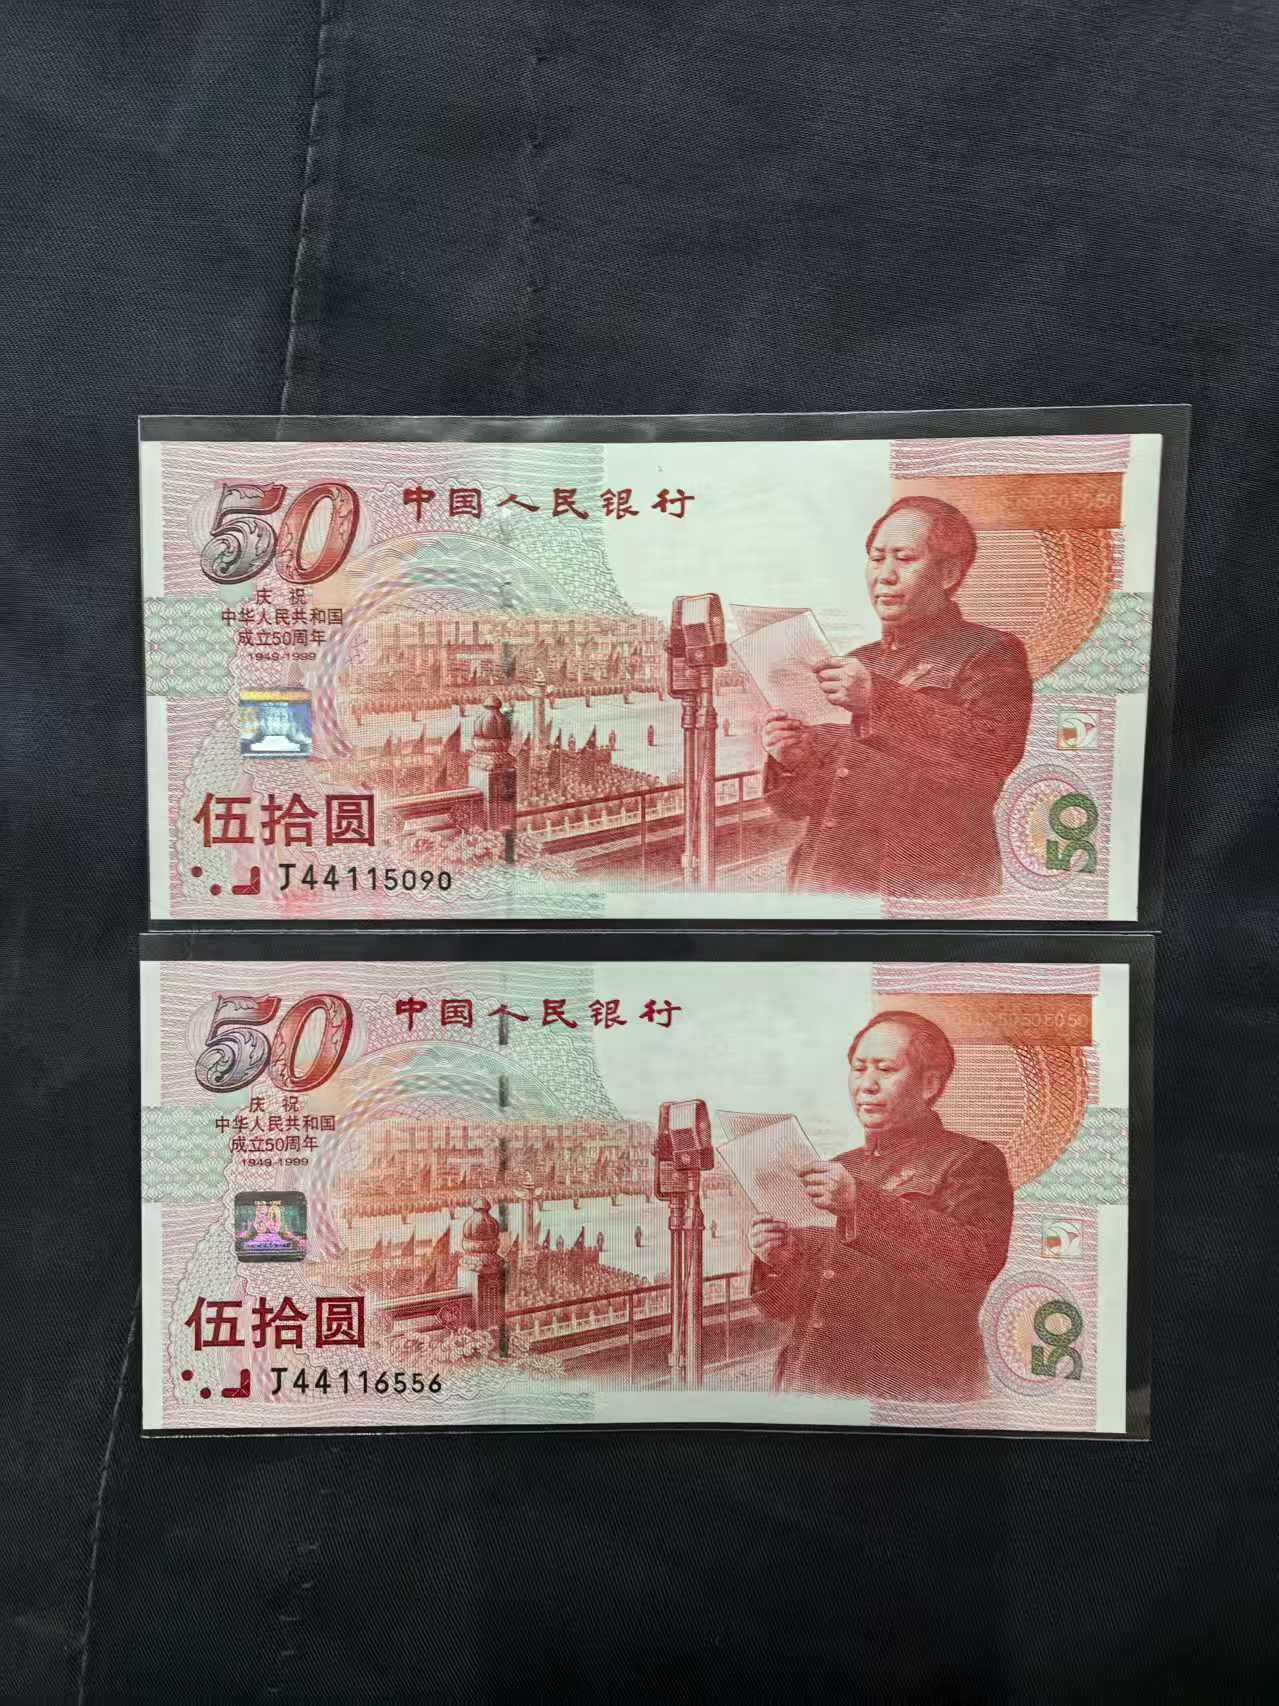 50
中国人民银行
庆 祝
中华人民共和国
成立50周年
1949-1999
伍拾圆
J44115090
50
50
中国人民银行
505050
庆 祝
中华人民共和国
成立50周年
1949-1999
伍拾圆
J44116556
50